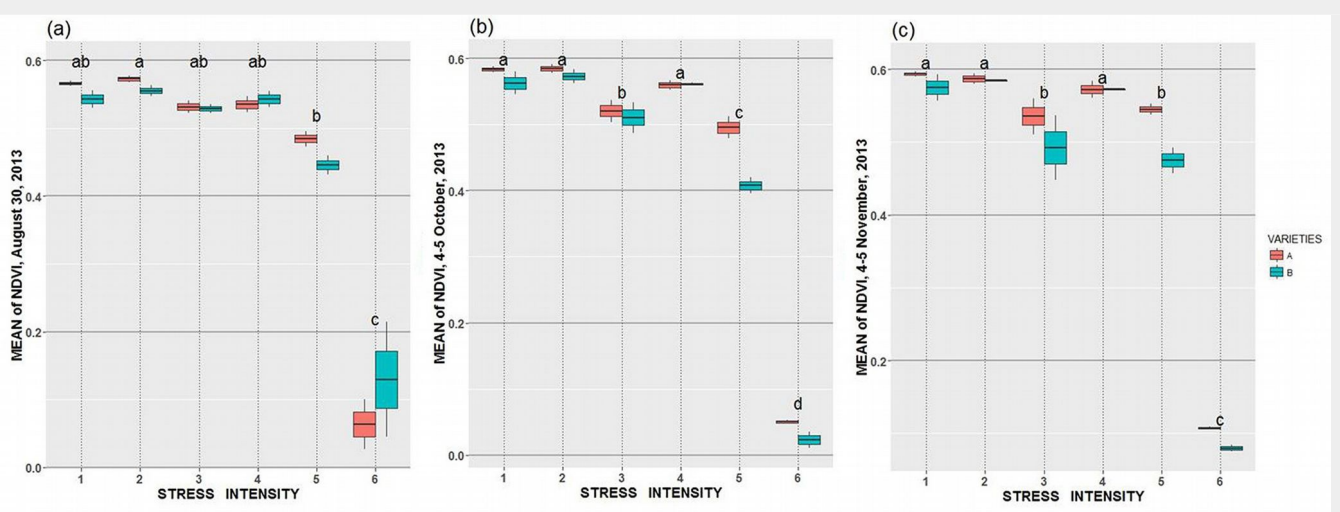 (a)
MEAN of NDVI, August 30, 2013
0.6
0.4
0.2
0.0
ab a ab ab b c
1 2 3 4 5 6
STRESS INTENSITY
(b)
MEAN of NDVI, 4-5 October, 2013
0.6
0.4
0.2
0.0
a a b a c d
1 2 3 4 5 6
STRESS INTENSITY
(c)
MEAN of NDVI, 4-5 November, 2013
0.6
0.4
0.2
a a b a b c
1 2 3 4 5 6
STRESS INTENSITY
VARIETIES
A
B